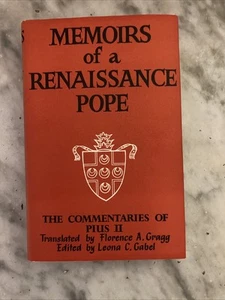 MEMOIRS
of a
RENAISSANCE
POPE
THE COMMENTARIES OF
PIUS II
Translated by Florence A. Gragg
Edited by Leona C. Gabel